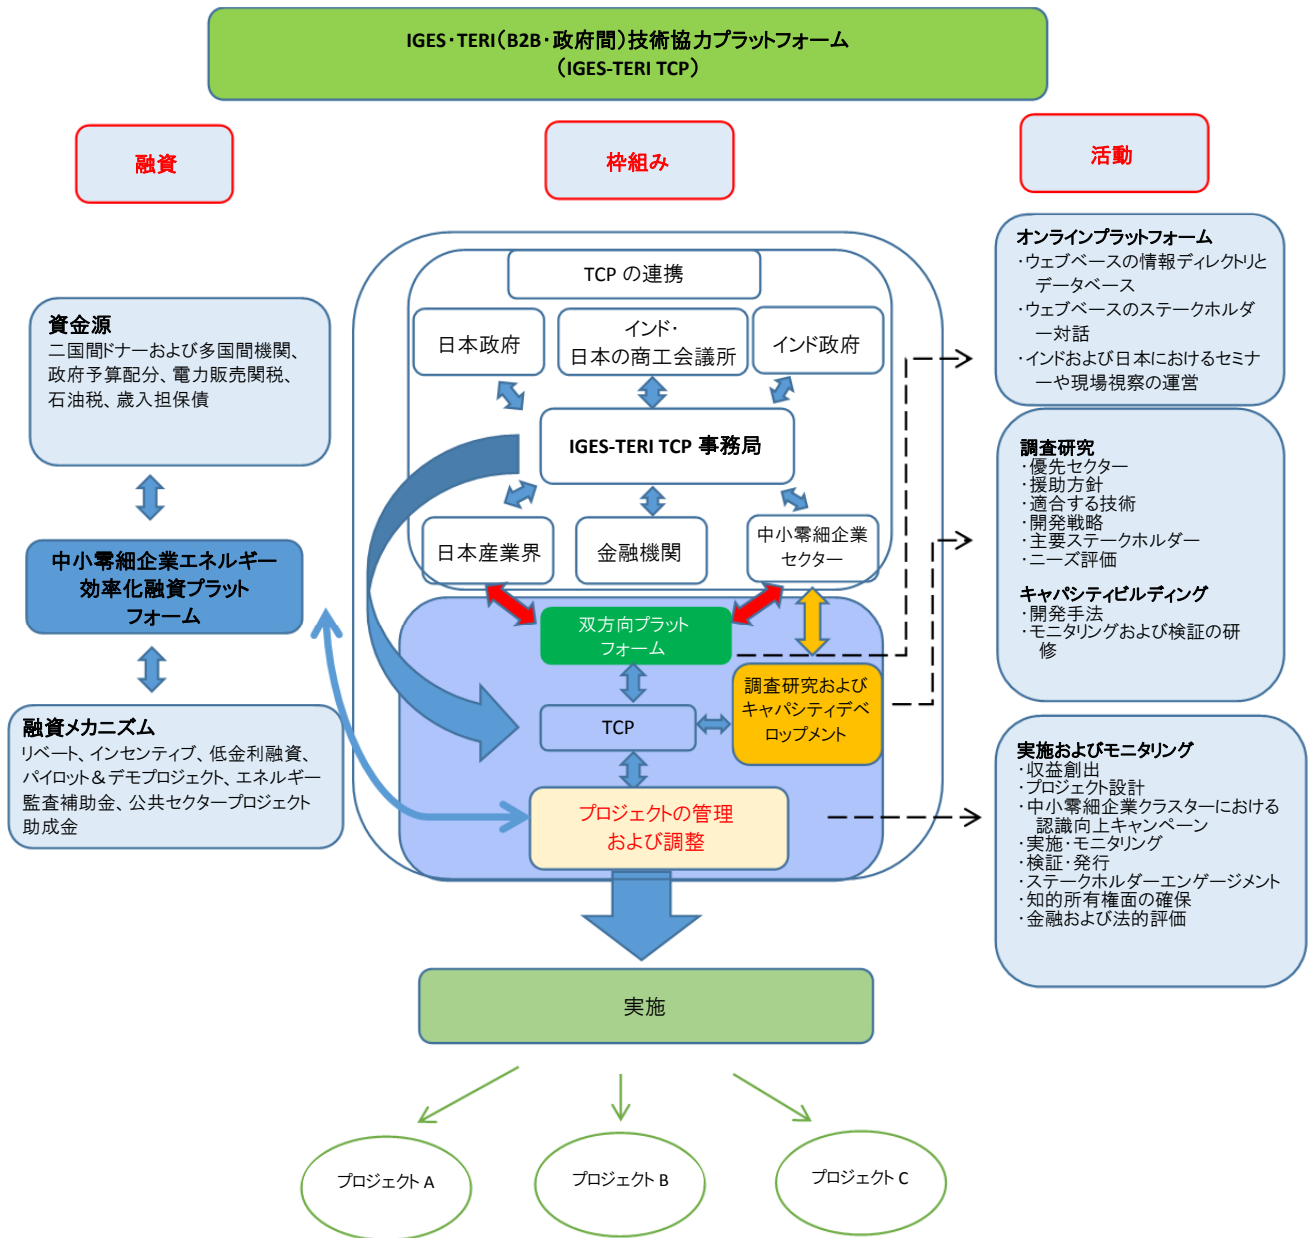 IGES・TERI（B2B・政府間）技術協力プラットフォーム
（IGES-TERI TCP）
融資
枠組み
活動
資金源
二国間ドナーおよび多国間機関、
政府予算配分、電力販売関税、
石油税、歳入担保債
中小零細企業エネルギー
効率化融資プラット
フォーム
融資メカニズム
リベート、インセンティブ、低金利融資、
パイロット＆デモプロジェクト、エネルギー
監査補助金、公共セクタープロジェクト
助成金
TCP の連携
日本政府
インド・
日本の商工会議所
インド政府
IGES-TERI TCP 事務局
日本産業界
金融機関
中小零細企業
セクター
双方向プラット
フォーム
TCP
調査研究および
キャパシティデベ
ロップメント
プロジェクトの管理
および調整
オンラインプラットフォーム
・ウェブベースの情報ディレクトリと
データベース
・ウェブベースのステークホルダ
ー対話
・インドおよび日本におけるセミナ
ーや現場視察の運営
調査研究
・優先セクター
・援助方針
・適合する技術
・開発戦略
・主要ステークホルダー
・ニーズ評価
キャパシティビルディング
・開発手法
・モニタリングおよび検証の研
修
実施およびモニタリング
・収益創出
・プロジェクト設計
・中小零細企業クラスターにおける
認識向上キャンペーン
・実施・モニタリング
・検証・発行
・ステークホルダーエンゲージメント
・知的所有権面の確保
・金融および法的評価
実施
プロジェクト A
プロジェクト B
プロジェクト C